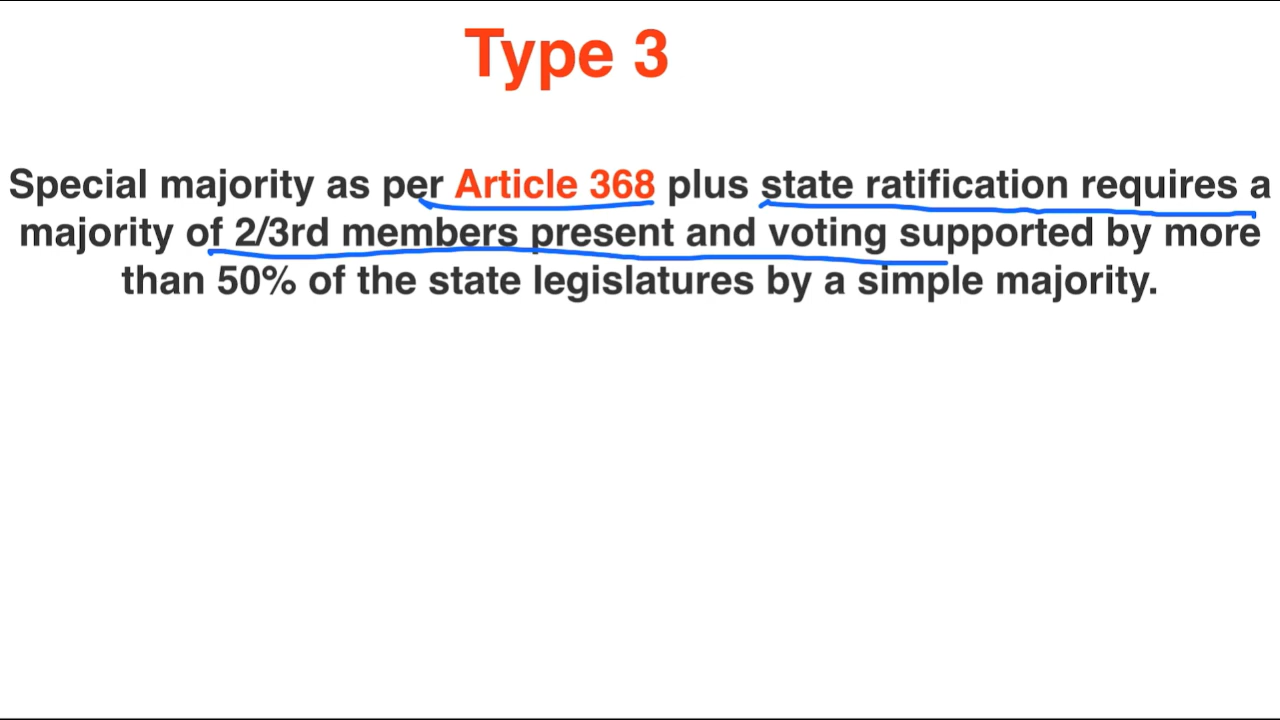 Type 3
Special majority as per Article 368 plus state ratification requires a
majority of 2/3rd members present and voting supported by more
than 50% of the state legislatures by a simple majority.